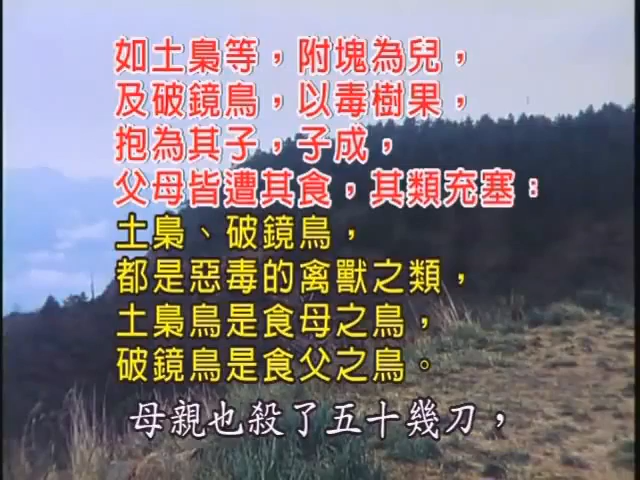 如土梟等，附塊為兒，
及破鏡鳥，以毒樹果，
抱為其子，子成，
父母皆遭其食，其類充塞：
土梟、破鏡鳥，
都是惡毒的禽獸之類，
土梟鳥是食母之鳥，
破鏡鳥是食父之鳥。
母親也殺了五十幾刀，